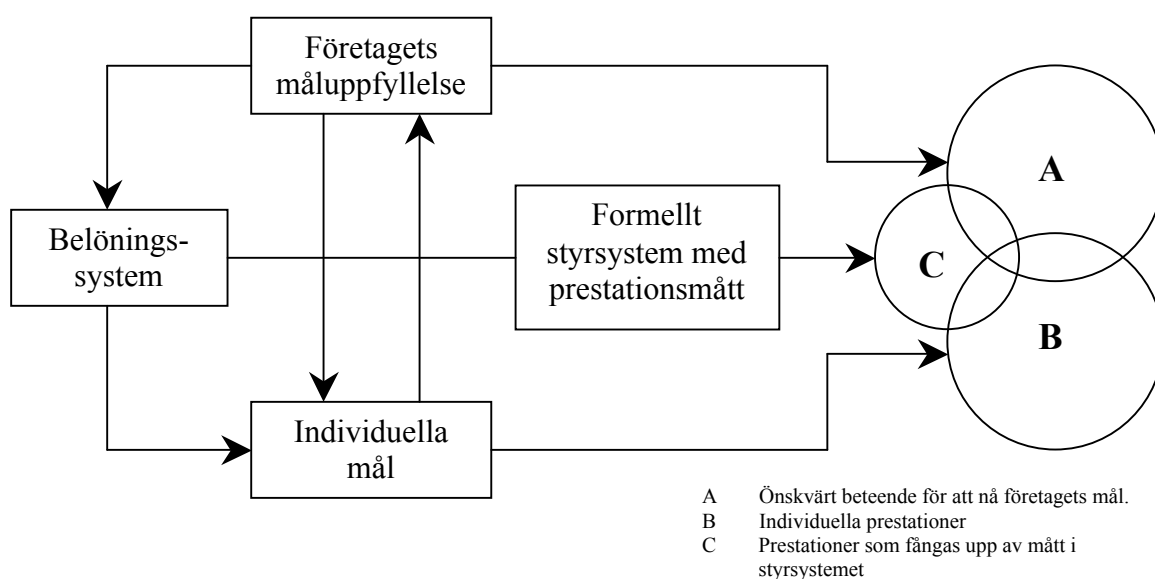 Företagets
måluppfyllelse
Belönings-
system
Formellt
styrsystem med
prestationsmått
Individuella
mål
A
C
B
A Önskvärt beteende för att nå företagets mål.
B Individuella prestationer
C Prestationer som fångas upp av mått i
styrsystemet